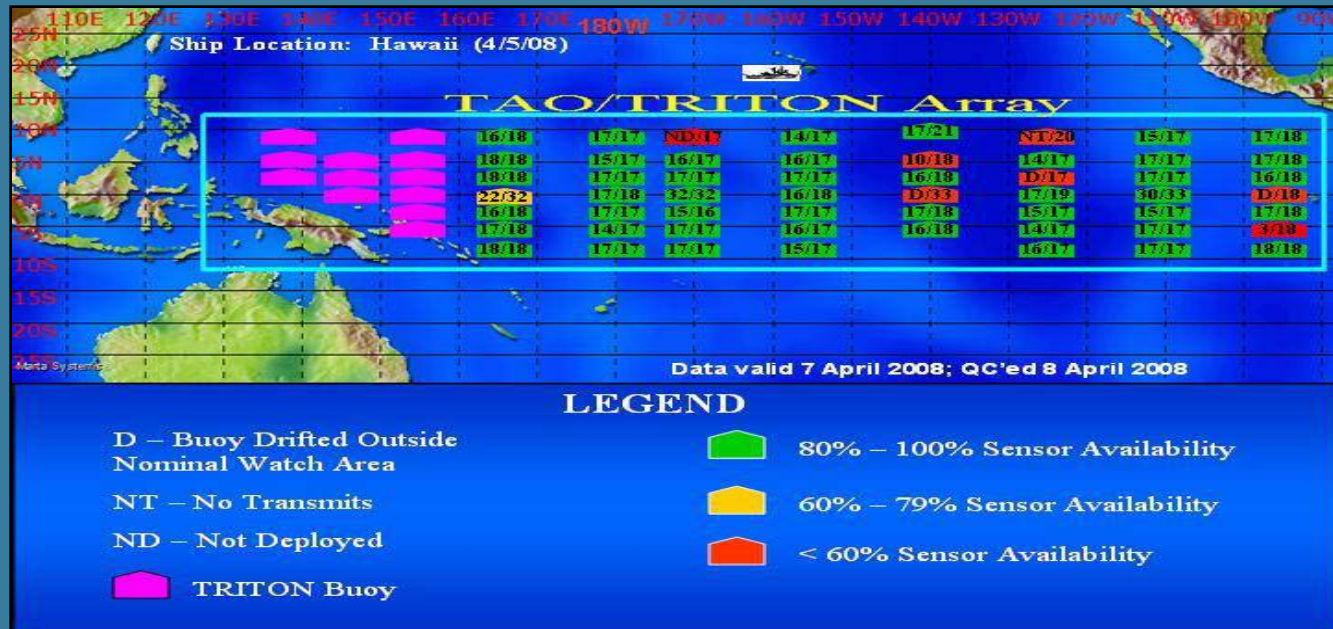 110E 120E 130E 140E 150E 160E 170E 180W 170W 160W 150W 140W 130W 120W 110W 100W 90W
25N
Ship Location: Hawaii (4/5/08)
20N
15N
TAO/TRITON Array
10N
16/18 17/17 ND/17 14/17 17/21 NT/20 15/17 17/18
5N
18/18 15/17 16/17 16/17 10/18 14/17 17/17 17/18
18/18 17/17 17/17 17/17 16/18 D/17 17/17 16/18
22/32 17/18 32/32 16/18 D/33 17/19 30/33 D/18
16/18 17/17 15/16 17/17 17/18 15/17 15/17 17/18
17/18 14/17 17/17 16/17 16/18 14/17 17/17 3/18
18/18 17/17 17/17 15/17 16/17 17/17 18/18
10S
15S
20S
Marta Systems
Data valid 7 April 2008; QC'ed 8 April 2008
LEGEND
D – Buoy Drifted Outside
Nominal Watch Area
NT – No Transmits
ND – Not Deployed
TRITON Buoy
80% – 100% Sensor Availability
60% – 79% Sensor Availability
< 60% Sensor Availability